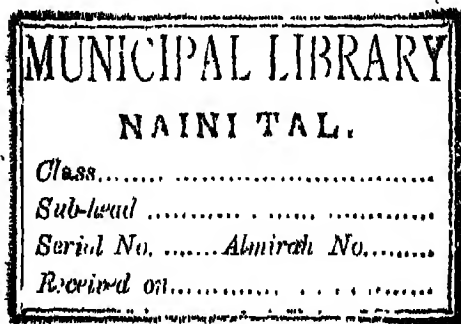 MUNICIPAL LIBRARY
NAINI TAL.
Class....... ................................
Sub-head ......... . ..... ...............
Serial No. .......Almirah No.........
Received on............ . . . . ........